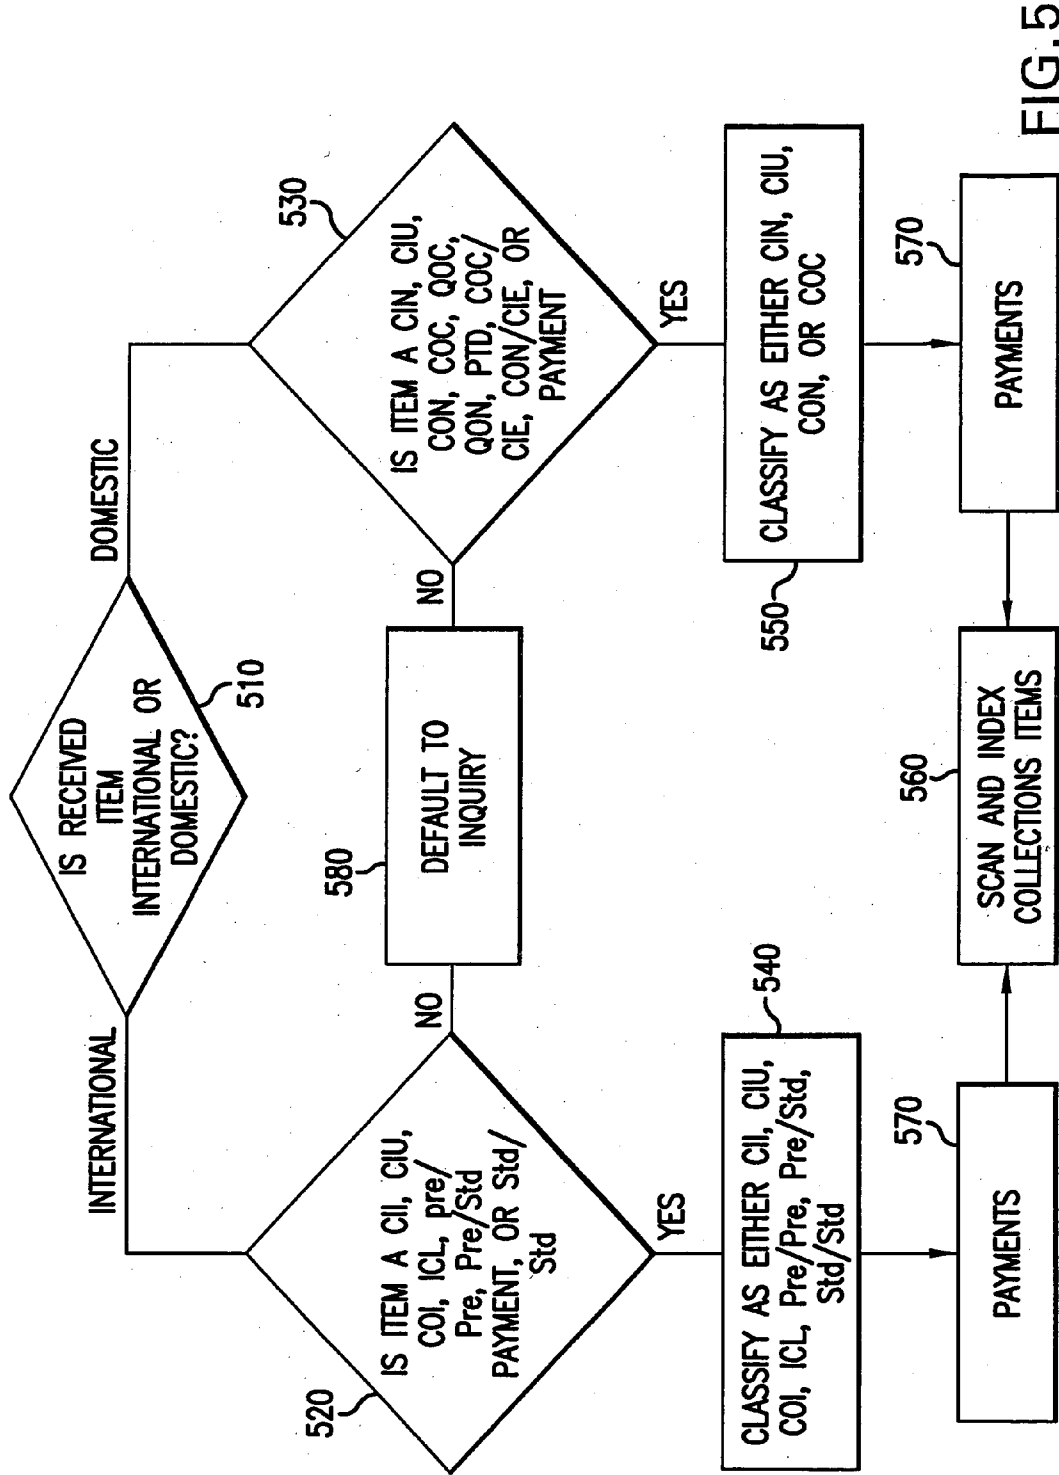 IS RECEIVED
ITEM
INTERNATIONAL OR
DOMESTIC?
510
INTERNATIONAL
DOMESTIC
IS ITEM A CII, CIU,
COI, ICL, pre/
Pre, Pre/Std
PAYMENT, OR Std/
Std
520
NO
DEFAULT TO
INQUIRY
580
NO
IS ITEM A CIN, CIU,
CON, COC, QOC,
QON, PTD, COC/
CIE, CON/CIE, OR
PAYMENT
530
YES
YES
CLASSIFY AS EITHER CII, CIU,
COI, ICL, Pre/Pre, Pre/Std,
Std/Std
540
CLASSIFY AS EITHER CIN, CIU,
CON, OR COC
550
PAYMENTS
570
SCAN AND INDEX
COLLECTIONS ITEMS
560
PAYMENTS
570
FIG.5